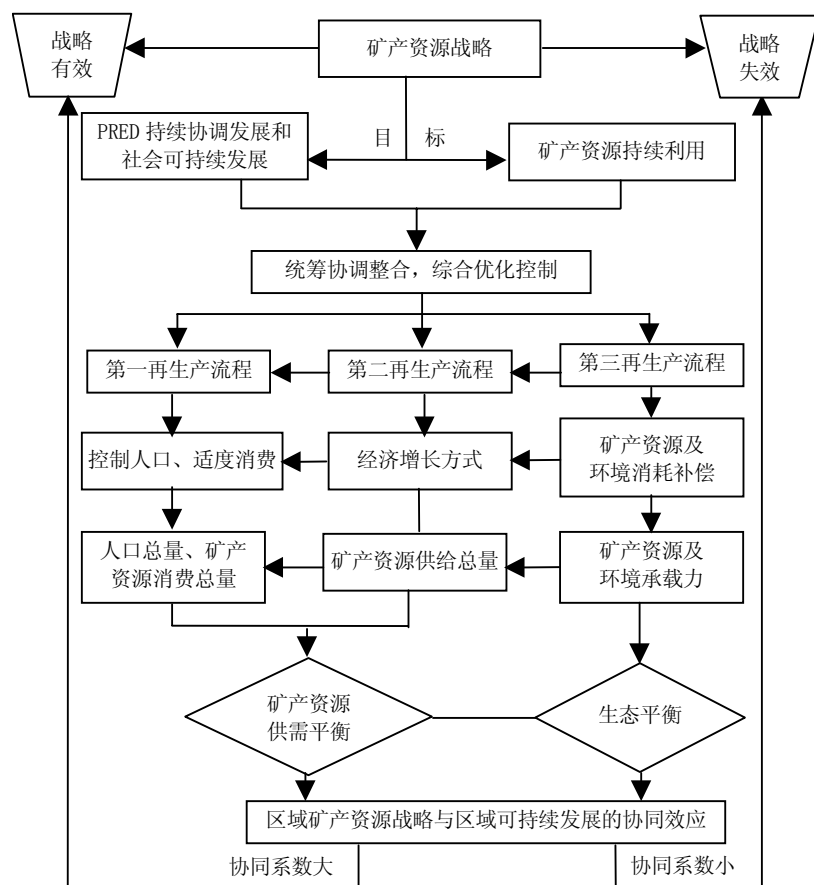 战略
有效
矿产资源战略
战略
失效
PRED 持续协调发展和
社会可持续发展
目 标
矿产资源持续利用
统筹协调整合，综合优化控制
第一再生产流程
第二再生产流程
第三再生产流程
控制人口、适度消费
经济增长方式
矿产资源及
环境消耗补偿
人口总量、矿产
资源消费总量
矿产资源供给总量
矿产资源及
环境承载力
矿产资源
供需平衡
生态平衡
区域矿产资源战略与区域可持续发展的协同效应
协同系数大
协同系数小